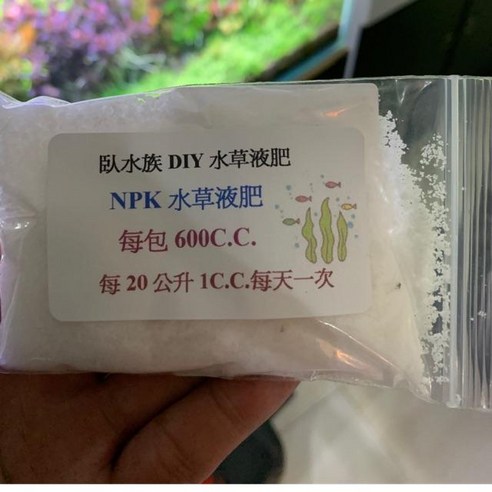 臥水族 DIY 水草液肥
NPK 水草液肥
每包 600C.C.
每 20 公升 1C.C.每天一次